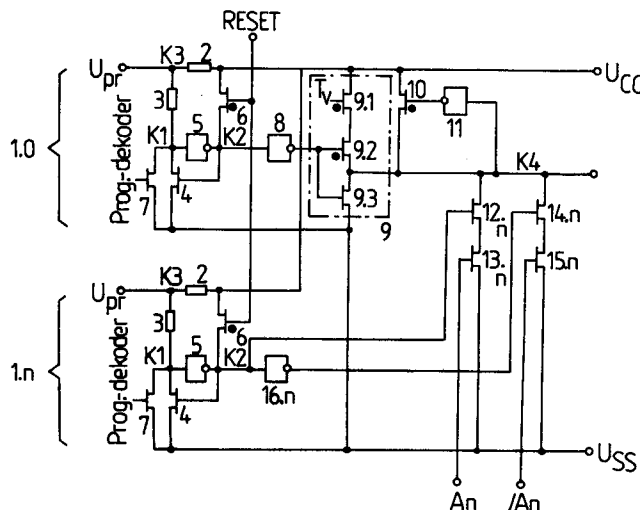 RESET
Upr
K3
2
UCC
3
6
Tv
9.1
10
11
1.0
Prog-dekoder
K1
5
K2
8
9.2
K4
7
4
9.3
9
12.n
14.n
13.n
15.n
Upr
K3
2
3
6
1.n
Prog-dekoder
K1
5
K2
7
4
16.n
USS
An
/An